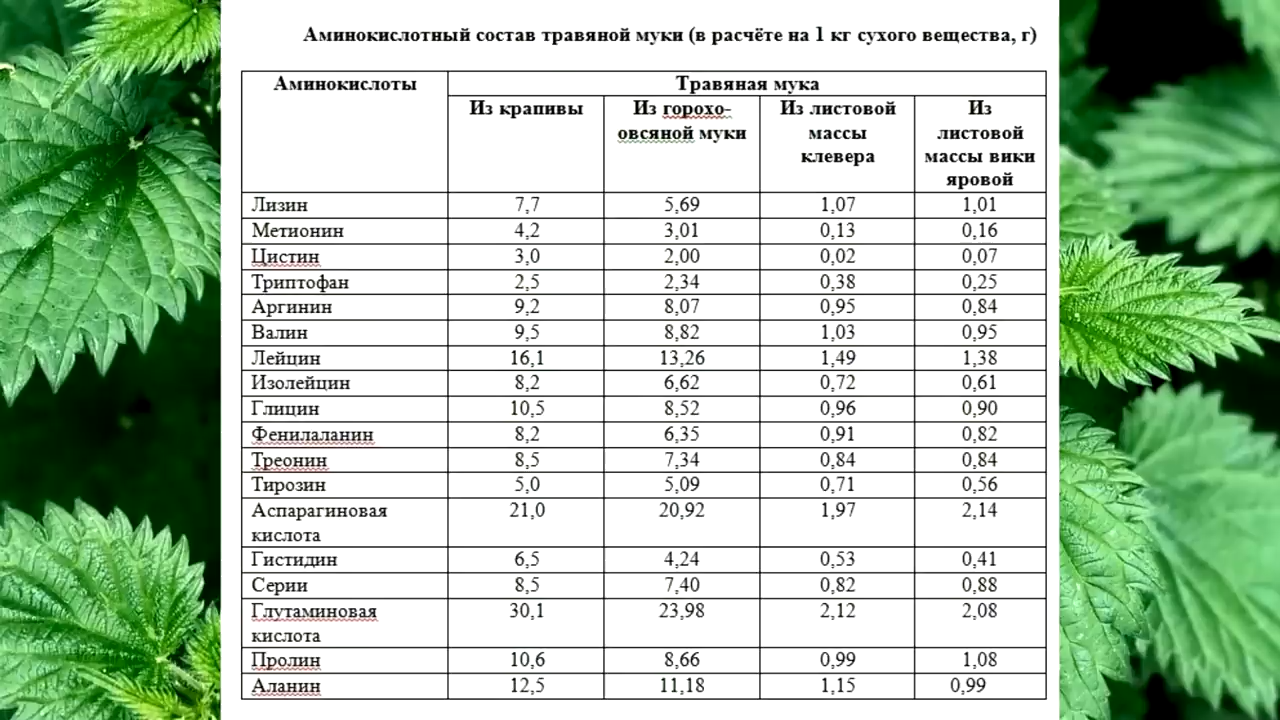 Аминокислотный состав травяной муки (в расчёте на 1 кг сухого вещества, г)
Аминокислоты Травяная мука
Из крапивы Из горохо- Из листовой Из
овсяной муки массы листовой
клевера массы вики
яровой
Лизин 7,7 5,69 1,07 1,01
Метионин 4,2 3,01 0,13 0,16
Цистин 3,0 2,00 0,02 0,07
Триптофан 2,5 2,34 0,38 0,25
Аргинин 9,2 8,07 0,95 0,84
Валин 9,5 8,82 1,03 0,95
Лейцин 16,1 13,26 1,49 1,38
Изолейцин 8,2 6,62 0,72 0,61
Глицин 10,5 8,52 0,96 0,90
Фенилаланин 8,2 6,35 0,91 0,82
Треонин 8,5 7,34 0,84 0,84
Тирозин 5,0 5,09 0,71 0,56
Аспарагиновая 21,0 20,92 1,97 2,14
кислота
Гистидин 6,5 4,24 0,53 0,41
Серии 8,5 7,40 0,82 0,88
Глутаминовая 30,1 23,98 2,12 2,08
кислота
Пролин 10,6 8,66 0,99 1,08
Аланин 12,5 11,18 1,15 0,99